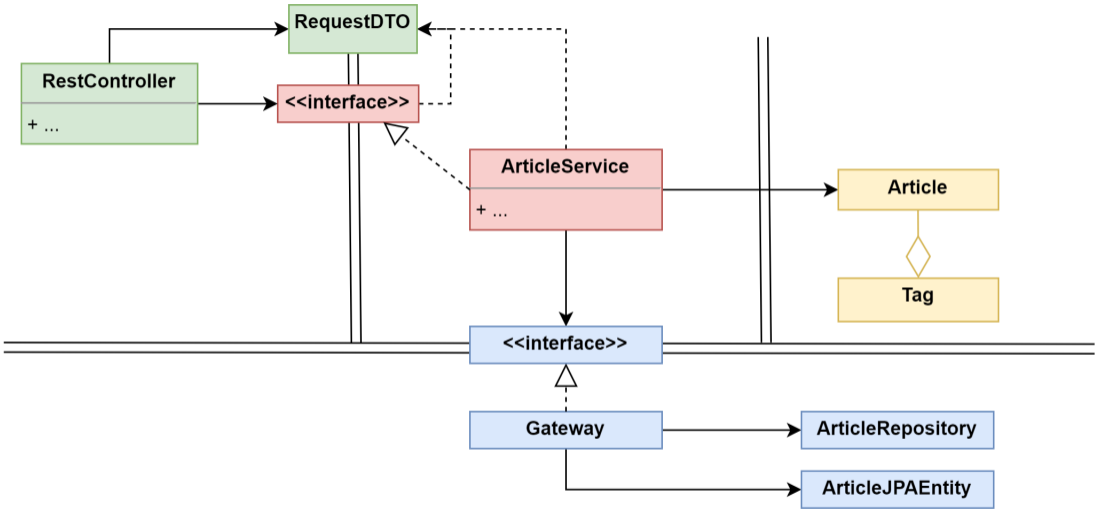 RequestDTO
RestController
+ ...
<<interface>>
ArticleService
+ ...
Article
Tag
<<interface>>
Gateway
ArticleRepository
ArticleJPAEntity